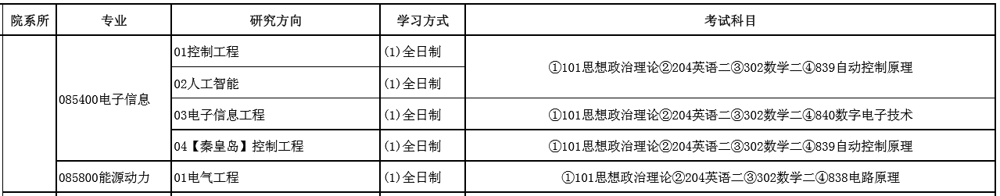 院系所 专业 研究方向 学习方式 考试科目
01控制工程 (1)全日制
①101思想政治理论②204英语二③302数学二④839自动控制原理
02人工智能 (1)全日制
085400电子信息
03电子信息工程 (1)全日制 ①101思想政治理论②204英语二③302数学二④840数字电子技术
04【秦皇岛】控制工程 (1)全日制 ①101思想政治理论②204英语二③302数学二④839自动控制原理
085800能源动力 01电气工程 (1)全日制 ①101思想政治理论②204英语二③302数学二④838电路原理